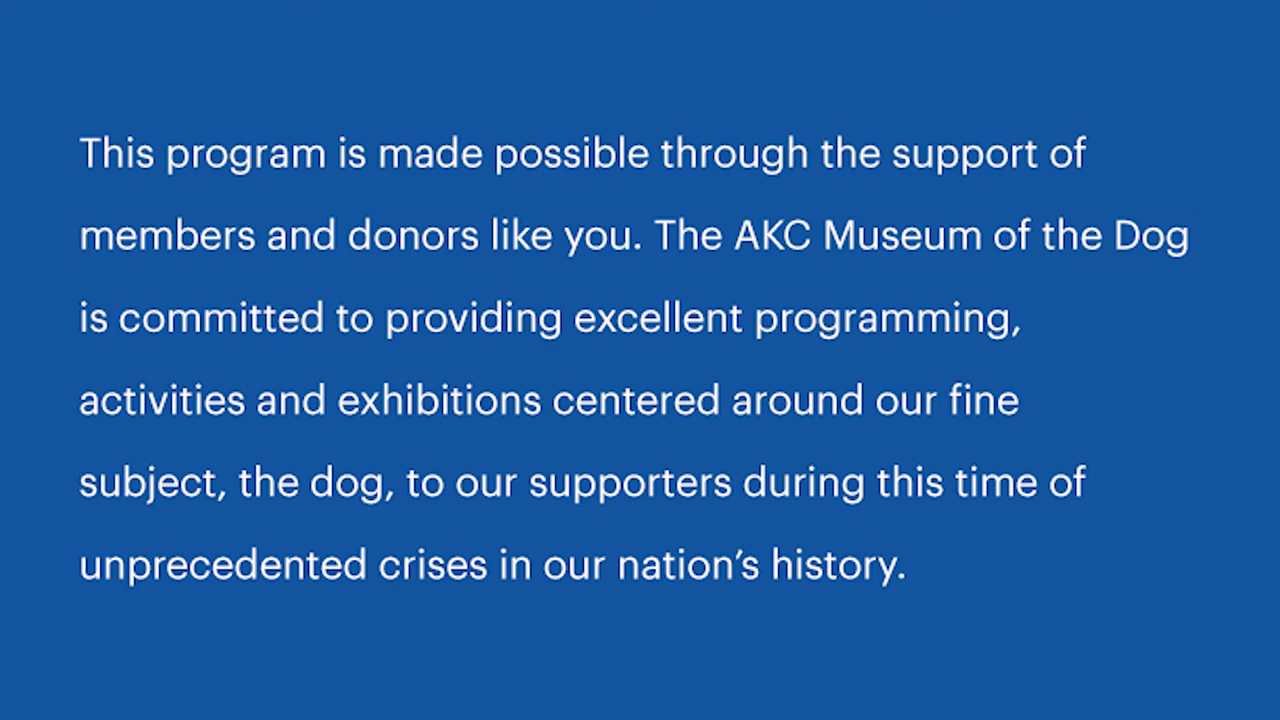 This program is made possible through the support of
members and donors like you. The AKC Museum of the Dog
is committed to providing excellent programming,
activities and exhibitions centered around our fine
subject, the dog, to our supporters during this time of
unprecedented crises in our nation’s history.